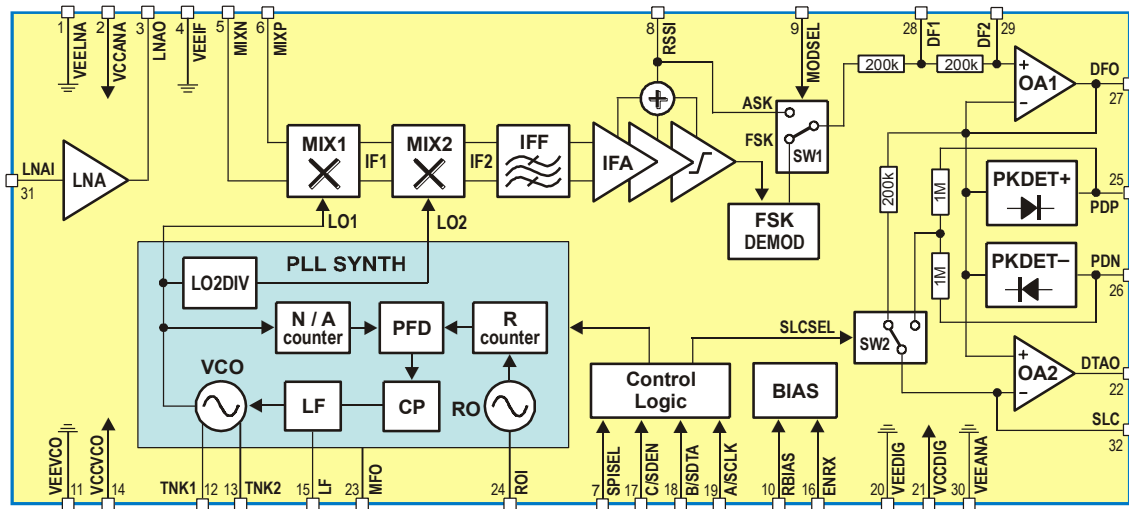 1 VEELNA
2 VCCANA
3 LNAO
4 VEEIF
5 MIXN
6 MIXP
8 RSSI
9 MODSEL
28 DF1
29 DF2
200k 200k
+
OA1
−
DFO
27
ASK
FSK
SW1
MIX1
IF1
MIX2
IF2
IFF
IFA
+
LNAI
31
LNA
LO1
LO2
FSK
DEMOD
200k
1M
1M
PKDET+
25
PDP
PKDET−
PDN
26
PLL SYNTH
LO2DIV
N / A
counter
PFD
R
counter
VCO
LF
CP
RO
SLCSEL
SW2
Control
Logic
BIAS
+
OA2
−
DTAO
22
SLC
32
VEEVCO
11
VCCVCO
14
TNK1 12
13 TNK2
15 LF
23 MFO
24 ROI
7 SPISEL
17 C/SDEN
18 B/SDTA
19 A/SCLK
10 RBIAS
16 ENRX
20 VEEDIG
21 VCCDIG
30 VEEANA